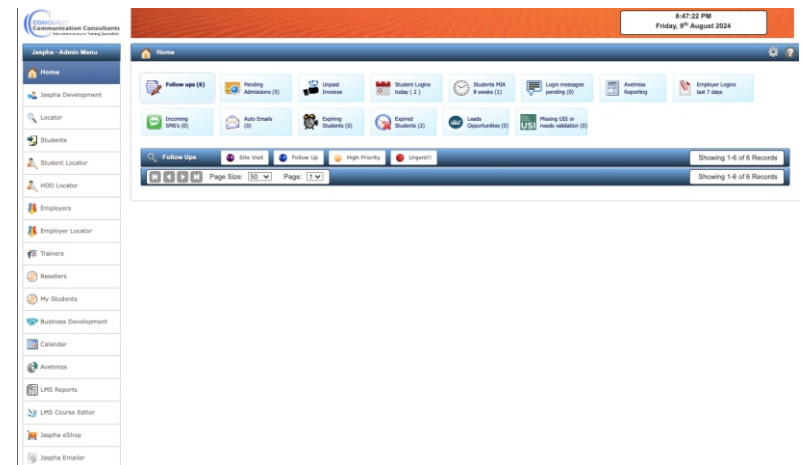 CONQUEST
Communication Consultants
Telecommunications Training Specialists
8:47:22 PM
Friday, 9th August 2024
Jaspha - Admin Menu
Home
Jaspha Development
Locator
Students
Student Locator
HOD Locator
Employers
Employer Locator
Trainers
Resellers
My Students
Business Development
Calender
Avetmiss
LMS Reports
LMS Course Editor
Jaspha eShop
Jaspha Emailer
Home
Follow ups (6)
Pending
Admissions (5)
Unpaid
Invoices
Student Logins
today ( 2 )
Students MIA
8 weeks (1)
Login messages
pending (0)
Avetmiss
Reporting
Employer Logins
last 7 days
Incoming
SMS's (0)
Auto Emails
(0)
Expiring
Students (0)
Expired
Students (2)
Leads
Opportunities (0)
USI
Missing USI or
needs validation (0)
Follow Ups
Site Visit
Follow Up
High Priority
Urgent!!!
Showing 1-6 of 6 Records
Page Size: 50
Page: 1
Showing 1-6 of 6 Records